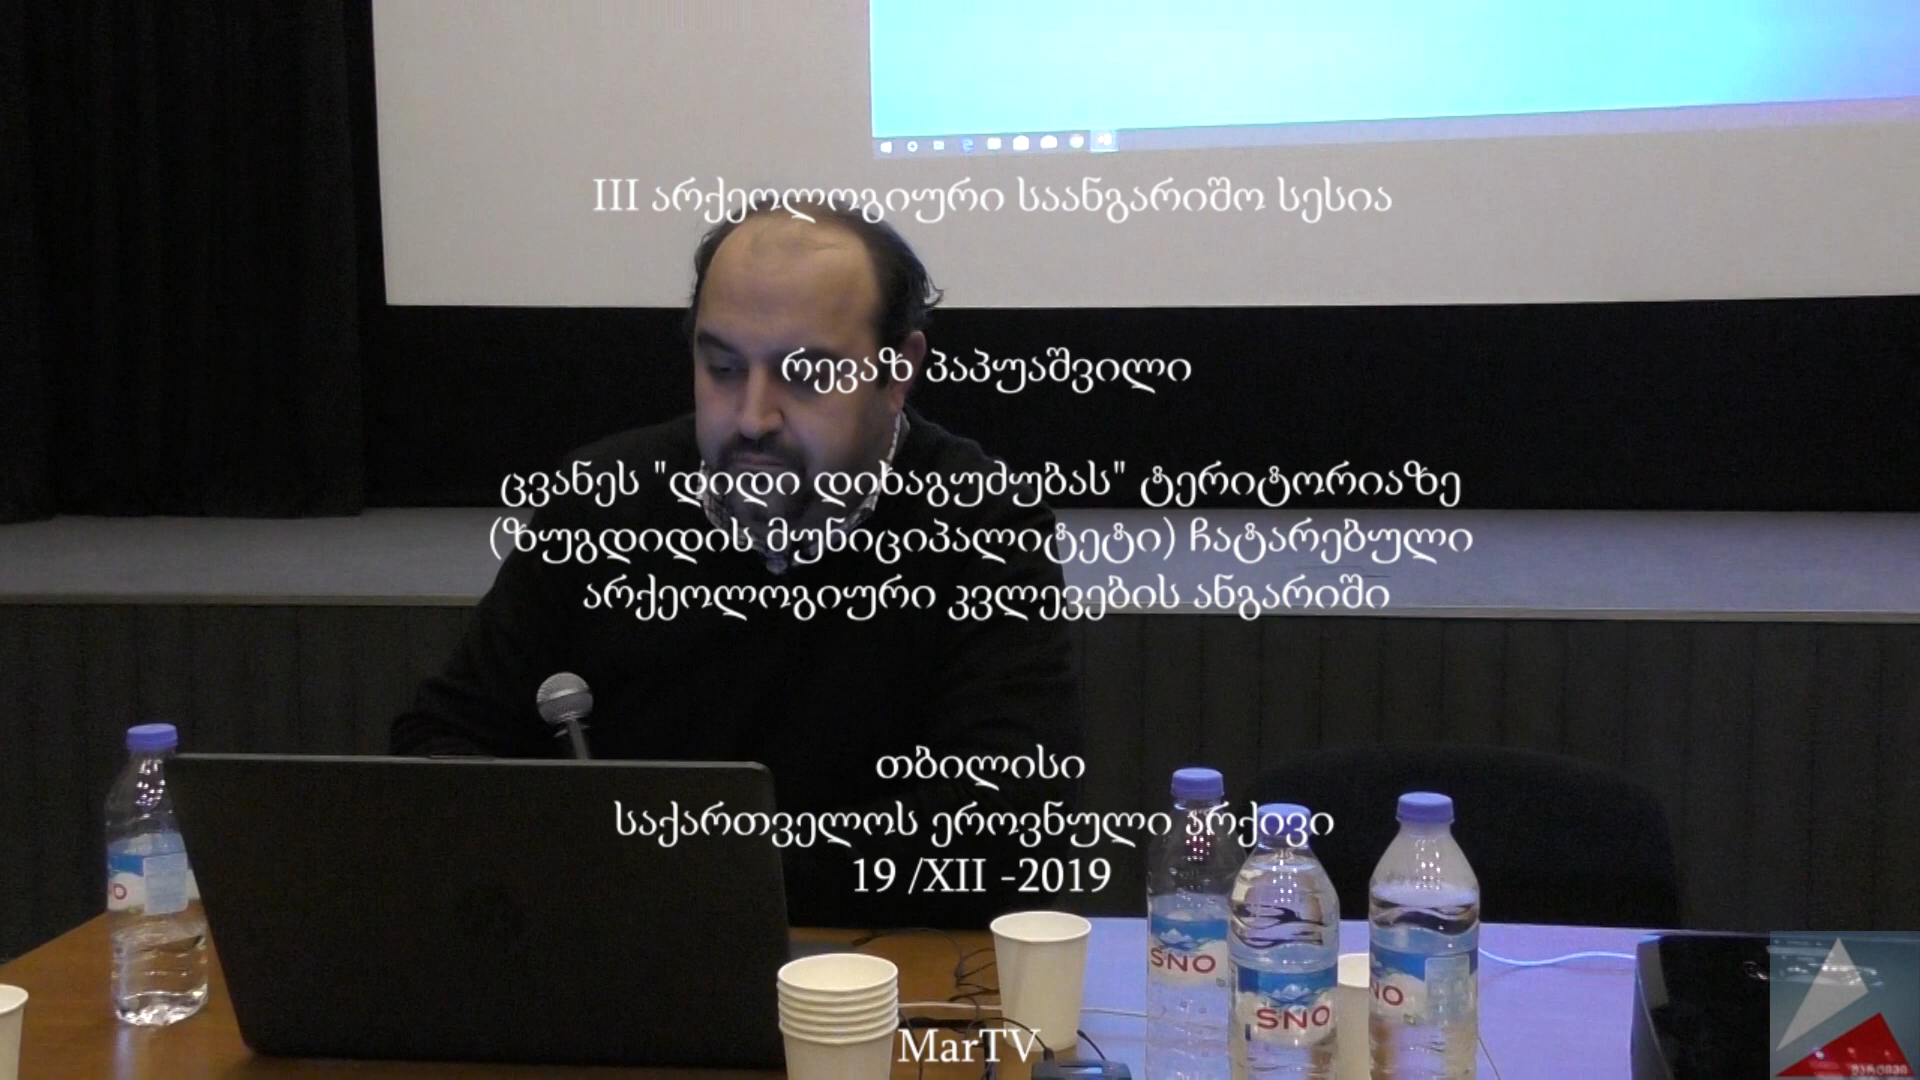 III არქეოლოგიური საანგარიშო სესია
რევაზ პაპუაშვილი
ცვანეს "დიდი დიხაგუძუბას" ტერიტორიაზე
(ზუგდიდის მუნიციპალიტეტი) ჩატარებული
არქეოლოგიური კვლევების ანგარიში
თბილისი
საქართველოს ეროვნული არქივი
19 /XII -2019
SNO
SNO
MarTV